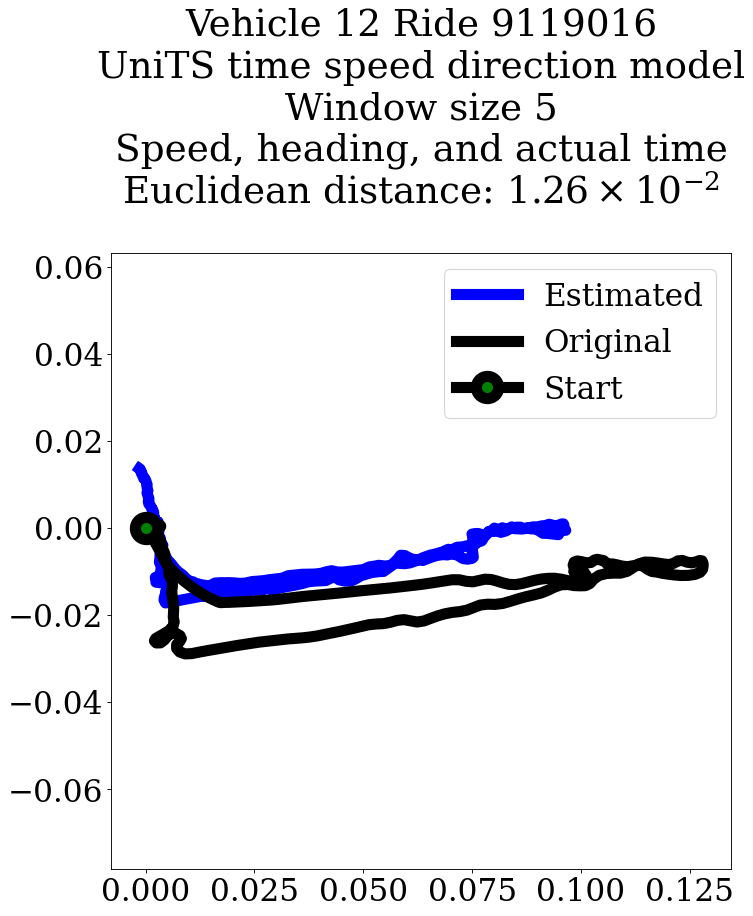 Vehicle 12 Ride 9119016
UniTS time speed direction model
Window size 5
Speed, heading, and actual time
Euclidean distance: 1.26 × 10⁻²
Estimated
Original
Start
0.06
0.04
0.02
0.00
−0.02
−0.04
−0.06
0.000 0.025 0.050 0.075 0.100 0.125